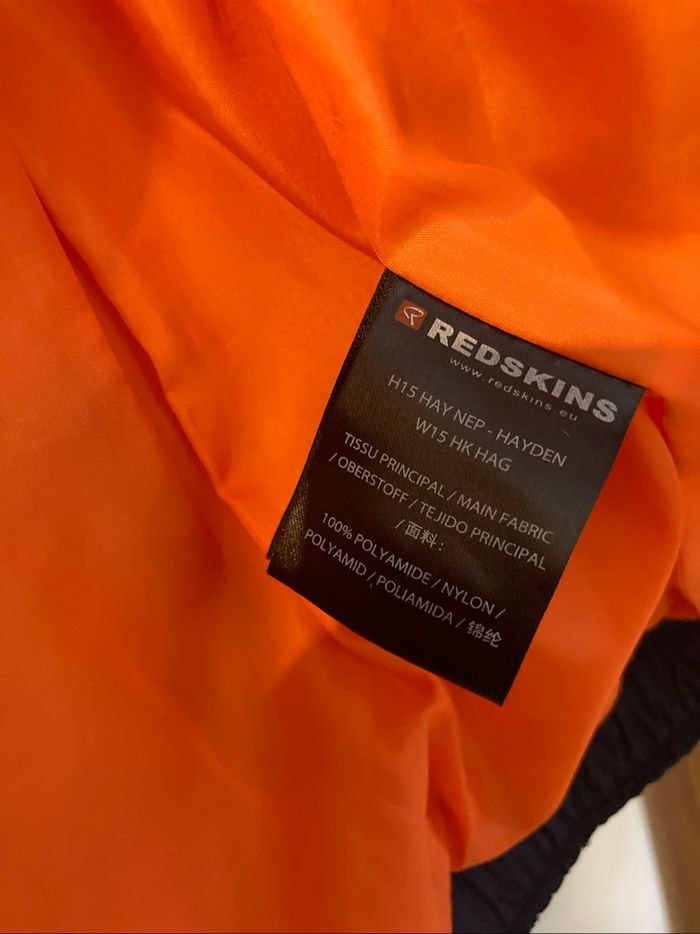 REDSKINS
www.redskins.eu
H15 HAY NEP - HAYDEN
W15 HK HAG
TISSU PRINCIPAL / MAIN FABRIC
/ OBERSTOFF / TEJIDO PRINCIPAL
/ 面料 :
100% POLYAMIDE / NYLON /
POLYAMID / POLIAMIDA / 锦纶